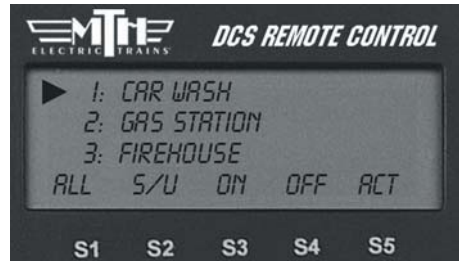 MTH DCS REMOTE CONTROL
ELECTRIC TRAINS
1: CAR WASH
2: GAS STATION
3: FIREHOUSE
ALL S/U ON OFF ACT
S1 S2 S3 S4 S5